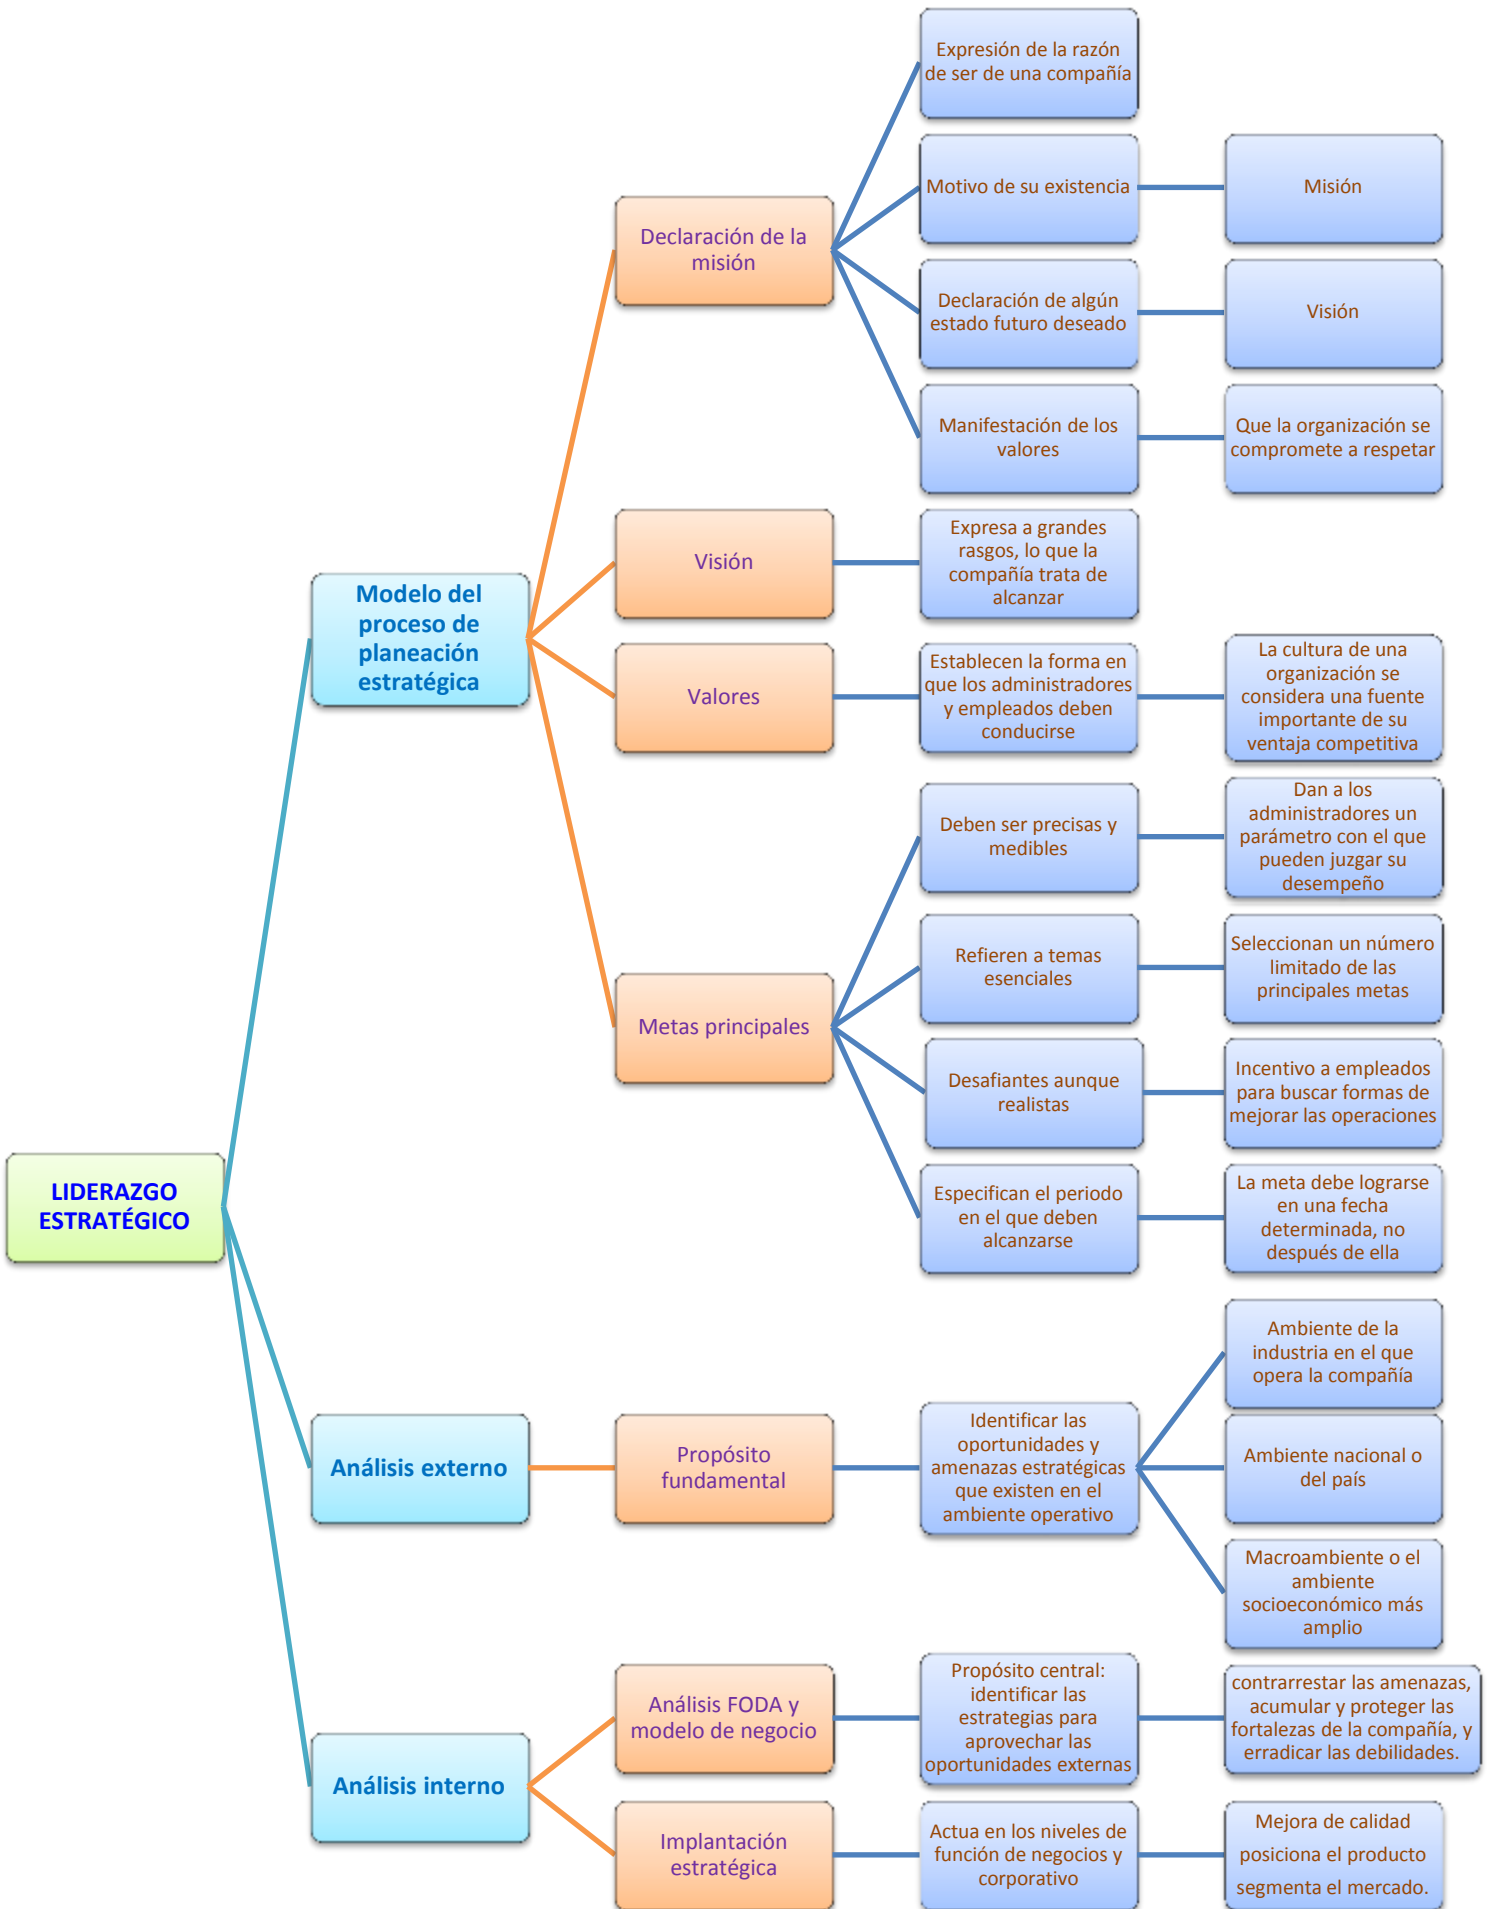 LIDERAZGO
ESTRATÉGICO
Modelo del
proceso de
planeación
estratégica
Declaración de la
misión
Expresión de la razón
de ser de una compañía
Motivo de su existencia
Misión
Declaración de algún
estado futuro deseado
Visión
Manifestación de los
valores
Que la organización se
compromete a respetar
Visión
Expresa a grandes
rasgos, lo que la
compañía trata de
alcanzar
Valores
Establecen la forma en
que los administradores
y empleados deben
conducirse
La cultura de una
organización se
considera una fuente
importante de su
ventaja competitiva
Metas principales
Deben ser precisas y
medibles
Dan a los
administradores un
parámetro con el que
pueden juzgar su
desempeño
Refieren a temas
esenciales
Seleccionan un número
limitado de las
principales metas
Desafiantes aunque
realistas
Incentivo a empleados
para buscar formas de
mejorar las operaciones
Especifican el periodo
en el que deben
alcanzarse
La meta debe lograrse
en una fecha
determinada, no
después de ella
Análisis externo
Propósito
fundamental
Identificar las
oportunidades y
amenazas estratégicas
que existen en el
ambiente operativo
Ambiente de la
industria en el que
opera la compañía
Ambiente nacional o
del país
Macroambiente o el
ambiente
socioeconómico más
amplio
Análisis interno
Análisis FODA y
modelo de negocio
Propósito central:
identificar las
estrategias para
aprovechar las
oportunidades externas
contrarrestar las amenazas,
acumular y proteger las
fortalezas de la compañía, y
erradicar las debilidades.
Implantación
estratégica
Actua en los niveles de
función de negocios y
corporativo
Mejora de calidad
posiciona el producto
segmenta el mercado.